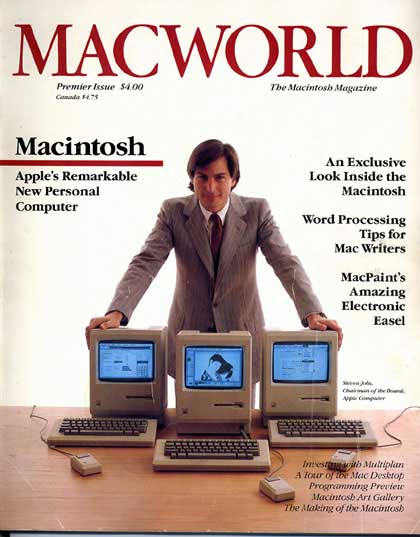 MACWORLD
Premier Issue $4.00
Canada $4.75
The Macintosh Magazine
Macintosh
Apple's Remarkable
New Personal
Computer
An Exclusive
Look Inside the
Macintosh
Word Processing
Tips for
Mac Writers
MacPaint's
Amazing
Electronic
Easel
Steven Jobs,
Chairman of the Board,
Apple Computer
Investing with Multiplan
A Tour of the Mac Desktop
Programming Preview
Macintosh Art Gallery
The Making of the Macintosh